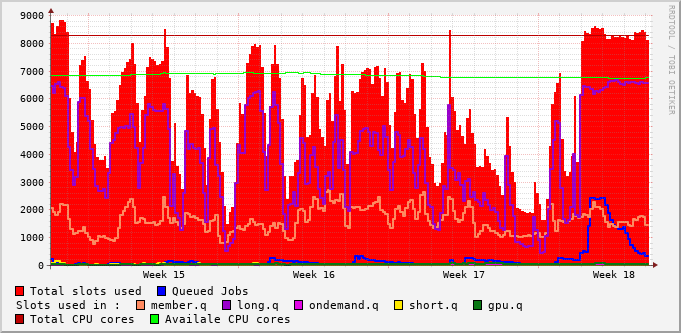 9000
8000
7000
6000
5000
4000
3000
2000
1000
0
Week 15 Week 16 Week 17 Week 18
RRDTOOL / TOBI OETIKER
Total slots used Queued Jobs
Slots used in : member.q long.q ondemand.q short.q gpu.q
Total CPU cores Availale CPU cores